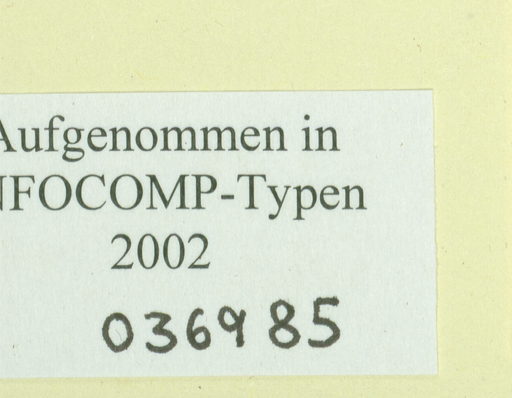 Aufgenommen in
NFOCOMP-Typen
2002
036985